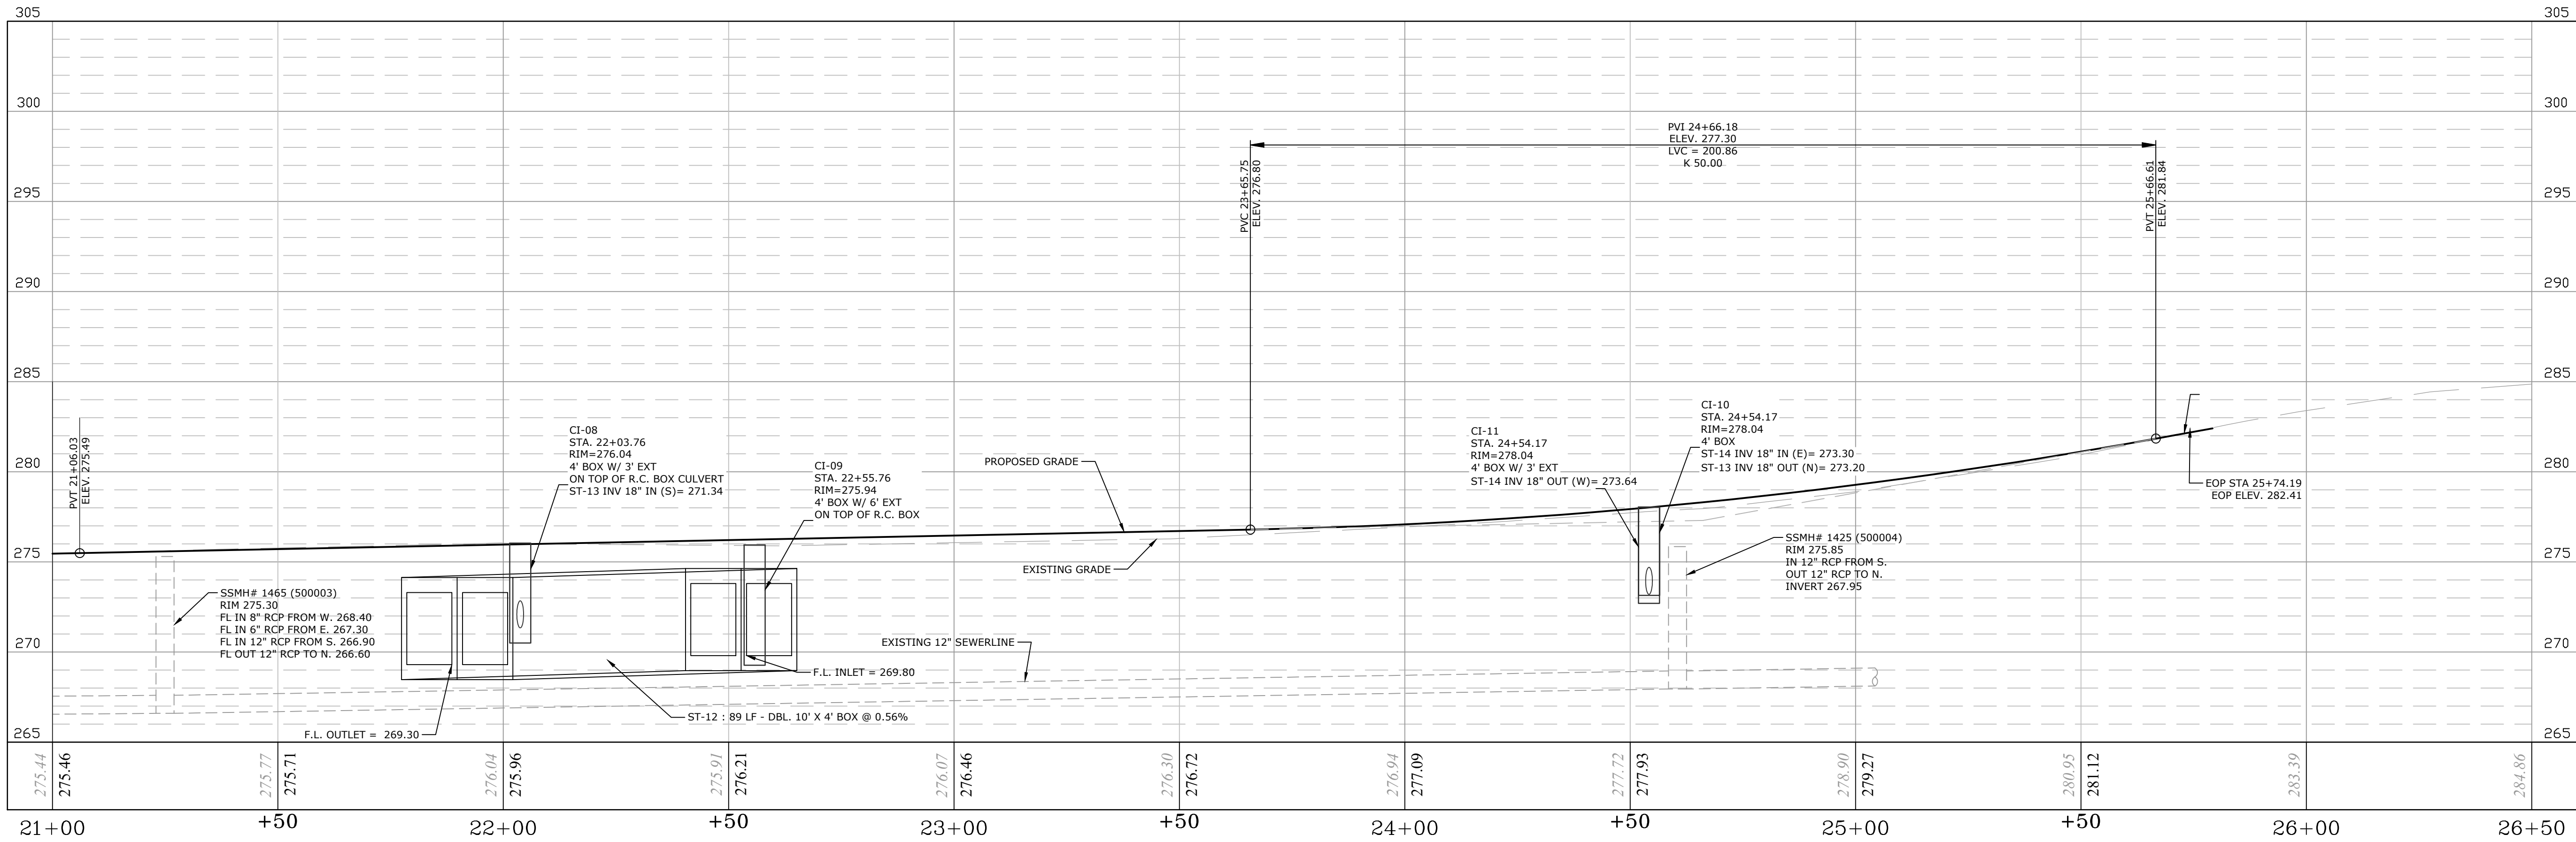 305
305
300
300
295
295
290
290
285
285
280
280
275
275
270
270
265
265
PVI 24+66.18
ELEV. 277.30
LVC = 200.86
K 50.00
PVC 23+65.75
ELEV. 276.80
PVT 25+66.61
ELEV. 281.84
PVT 21+06.03
ELEV. 275.49
CI-08
STA. 22+03.76
RIM=276.04
4' BOX W/ 3' EXT
ON TOP OF R.C. BOX CULVERT
ST-13 INV 18" IN (S)= 271.34
CI-09
STA. 22+55.76
RIM=275.94
4' BOX W/ 6' EXT
ON TOP OF R.C. BOX
PROPOSED GRADE
EXISTING GRADE
CI-11
STA. 24+54.17
RIM=278.04
4' BOX W/ 3' EXT
ST-14 INV 18" OUT (W)= 273.64
CI-10
STA. 24+54.17
RIM=278.04
4' BOX
ST-14 INV 18" IN (E)= 273.30
ST-13 INV 18" OUT (N)= 273.20
EOP STA 25+74.19
EOP ELEV. 282.41
SSMH# 1425 (500004)
RIM 275.85
IN 12" RCP FROM S.
OUT 12" RCP TO N.
INVERT 267.95
SSMH# 1465 (500003)
RIM 275.30
FL IN 8" RCP FROM W. 268.40
FL IN 6" RCP FROM E. 267.30
FL IN 12" RCP FROM S. 266.90
FL OUT 12" RCP TO N. 266.60
EXISTING 12" SEWERLINE
F.L. INLET = 269.80
ST-12 : 89 LF - DBL. 10' X 4' BOX @ 0.56%
F.L. OUTLET = 269.30
275.44
275.46
275.77
275.71
276.04
275.96
275.91
276.21
276.07
276.46
276.30
276.72
276.94
277.09
277.72
277.93
278.90
279.27
280.95
281.12
283.39
284.86
21+00
+50
22+00
+50
23+00
+50
24+00
+50
25+00
+50
26+00
26+50